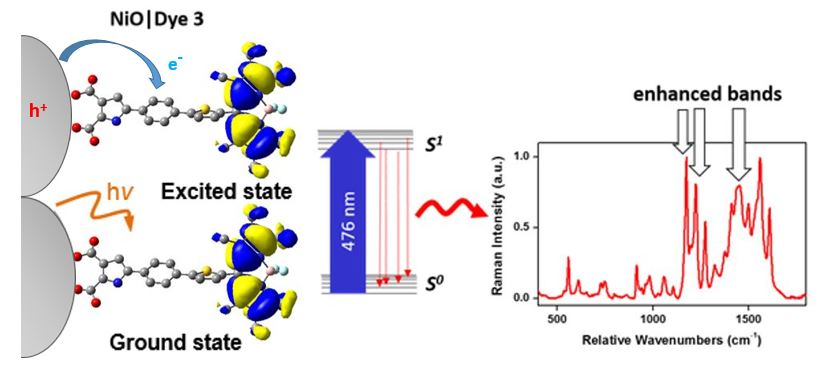 NiO|Dye 3
e-
h+
Excited state
hν
Ground state
476 nm
S1
S0
enhanced bands
Raman Intensity (a.u.)
1.0
0.5
0.0
500
1000
1500
Relative Wavenumbers (cm-1)